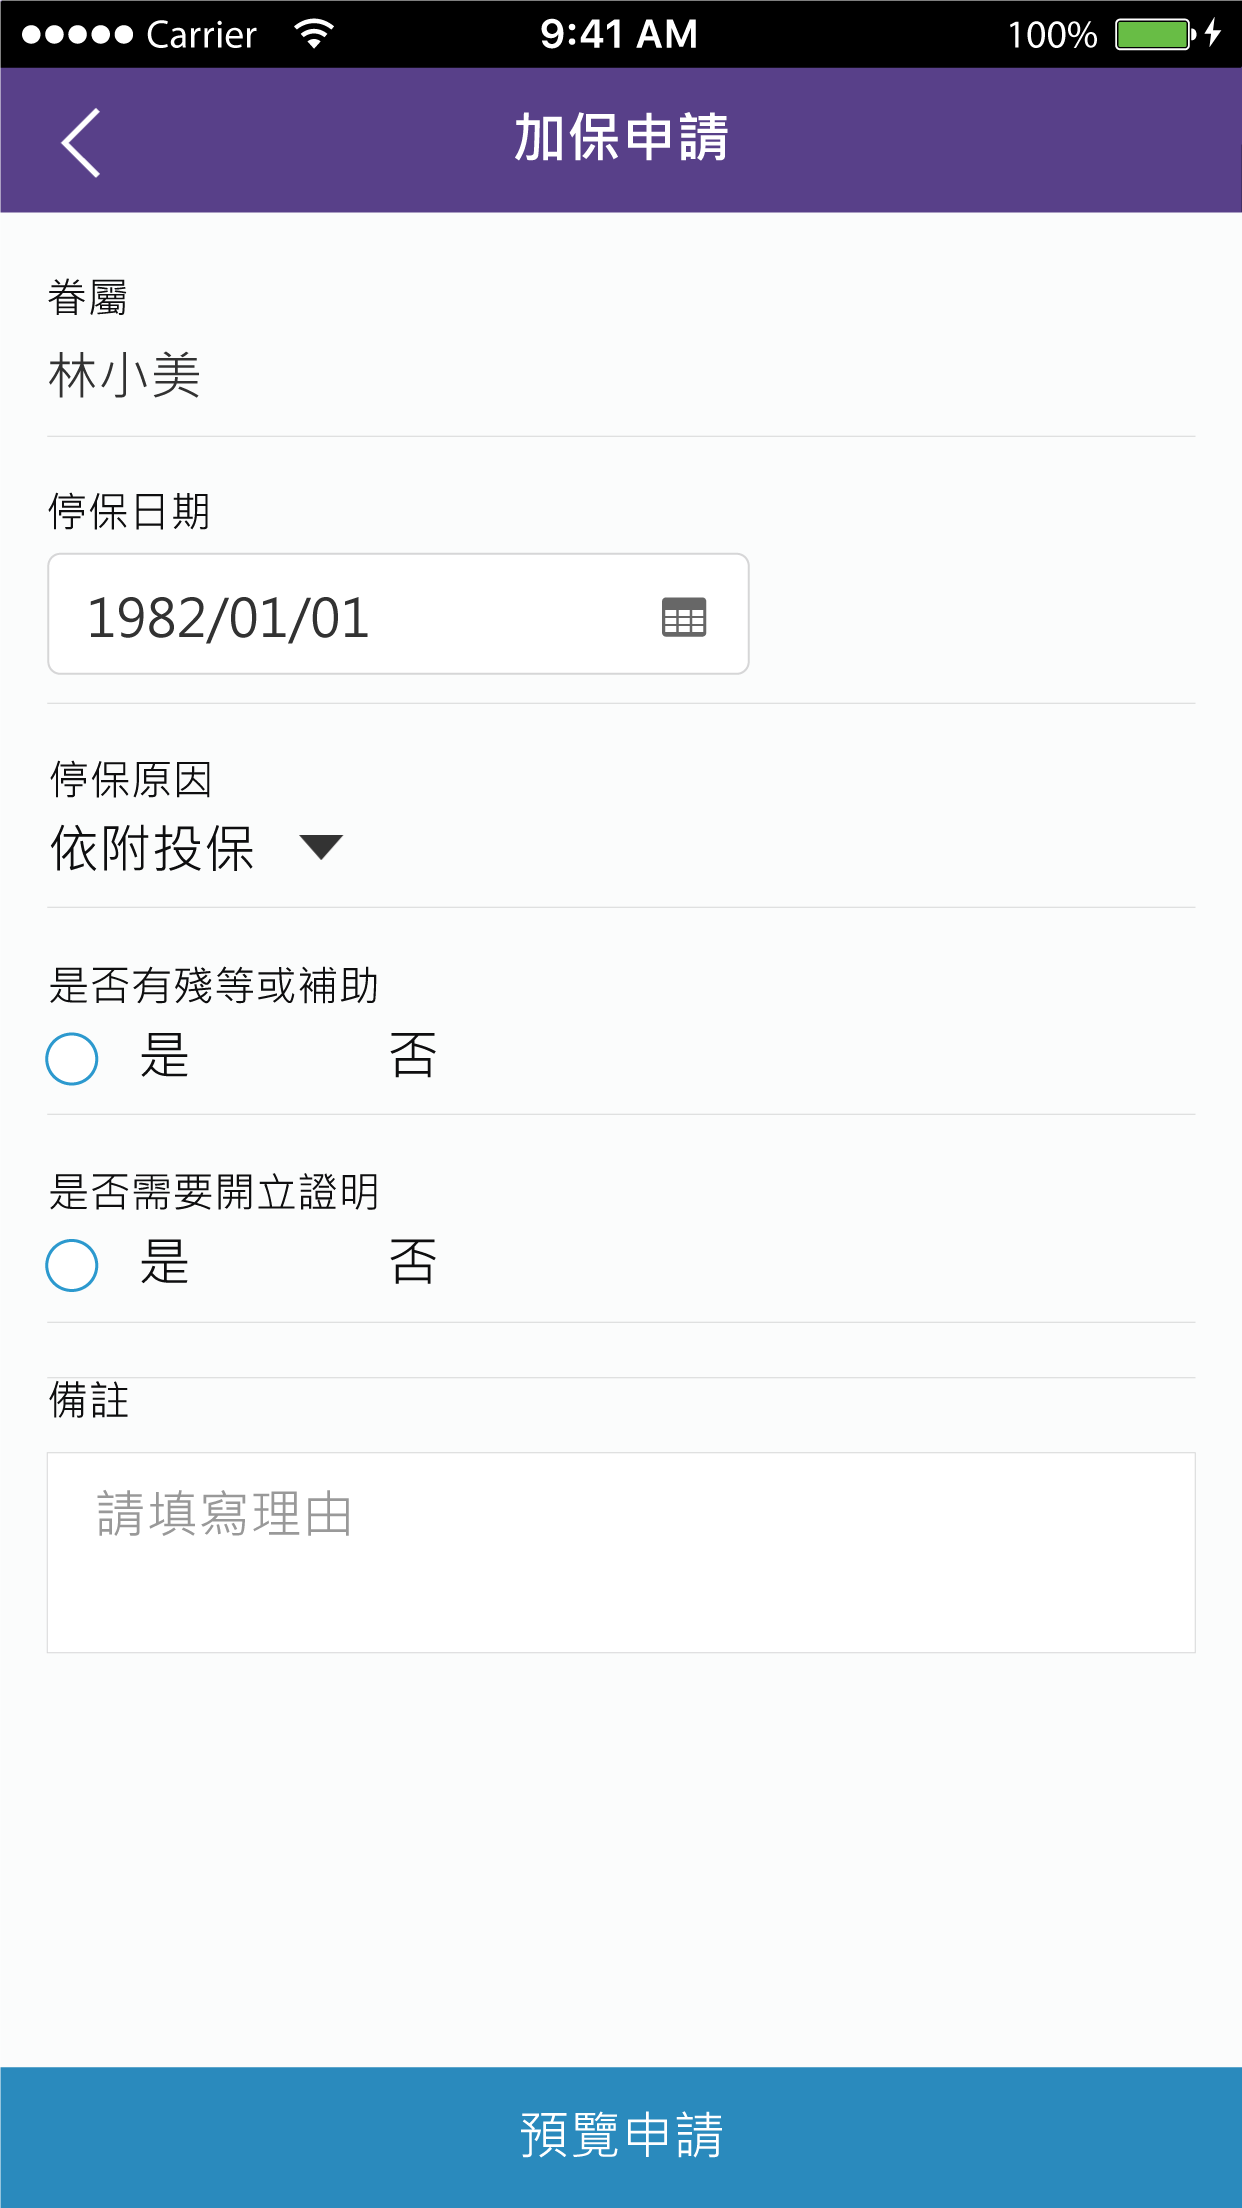 Carrier 9:41 AM 100%
加保申請
眷屬
林小美
停保日期
1982/01/01
停保原因
依附投保
是否有殘等或補助
是 否
是否需要開立證明
是 否
備註
請填寫理由
預覽申請